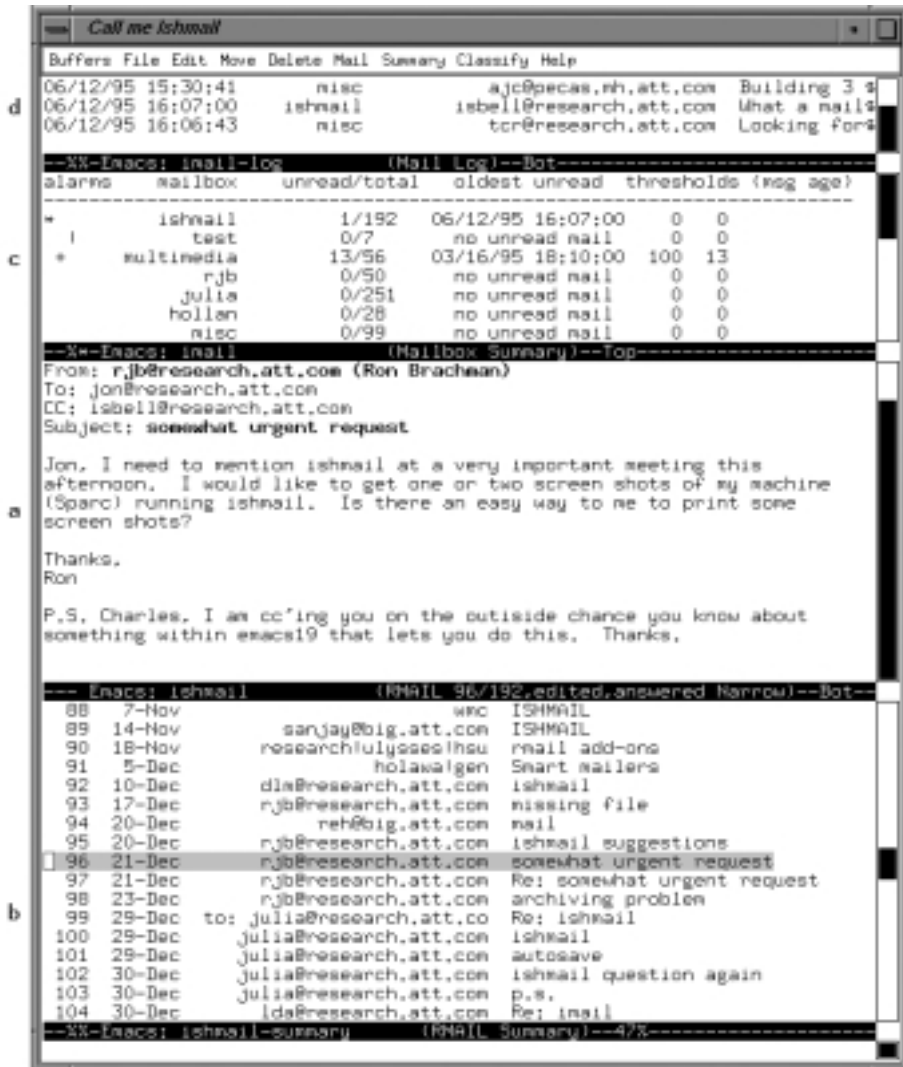 Call me Ishmail
Buffers File Edit Move Delete Mail Summary Classify Help
06/12/95 15:30:41 misc ajc@pecas.mh.att.com Building 3 $
d 06/12/95 16:07:00 ishmail isbell@research.att.com What a mail$
06/12/95 16:06:43 misc tcr@research.att.com Looking for$
--%%-Emacs: imail-log (Mail Log)--Bot--------------------
alarms mailbox unread/total oldest unread thresholds (msg age)
------------------------------------------------------------
* ishmail 1/192 06/12/95 16:07:00 0 0
! test 0/7 no unread mail 0 0
c * multimedia 13/56 03/16/95 18:10:00 100 13
rjb 0/50 no unread mail 0 0
julia 0/251 no unread mail 0 0
hollan 0/28 no unread mail 0 0
misc 0/99 no unread mail 0 0
--%*-Emacs: imail (Mailbox Summary)--Top---------------
From: rjb@research.att.com (Ron Brachman)
To: jon@research.att.com
CC: isbell@research.att.com
Subject: somewhat urgent request
Jon, I need to mention ishmail at a very important meeting this
afternoon. I would like to get one or two screen shots of my machine
a (Sparc) running ishmail. Is there an easy way to me to print some
screen shots?
Thanks,
Ron
P.S. Charles, I am cc'ing you on the outiside chance you know about
something within emacs19 that lets you do this. Thanks.
--- Emacs: ishmail (RMAIL 96/192,edited,answered Narrow)--Bot--
88 7-Nov wmc ISHMAIL
89 14-Nov sanjay@big.att.com ISHMAIL
90 18-Nov research!ulysses!hsu rmail add-ons
91 5-Dec holawa!gen Smart mailers
92 10-Dec dlm@research.att.com ishmail
93 17-Dec rjb@research.att.com missing file
94 20-Dec reh@big.att.com mail
95 20-Dec rjb@research.att.com ishmail suggestions
96 21-Dec rjb@research.att.com somewhat urgent request
97 21-Dec rjb@research.att.com Re: somewhat urgent request
98 23-Dec rjb@research.att.com archiving problem
b 99 29-Dec to: julia@research.att.co Re: ishmail
100 29-Dec julia@research.att.com ishmail
101 29-Dec julia@research.att.com autosave
102 30-Dec julia@research.att.com ishmail question again
103 30-Dec julia@research.att.com p.s.
104 30-Dec lda@research.att.com Re: imail
--%%-Emacs: ishmail-summary (RMAIL Summary)--47%---------------